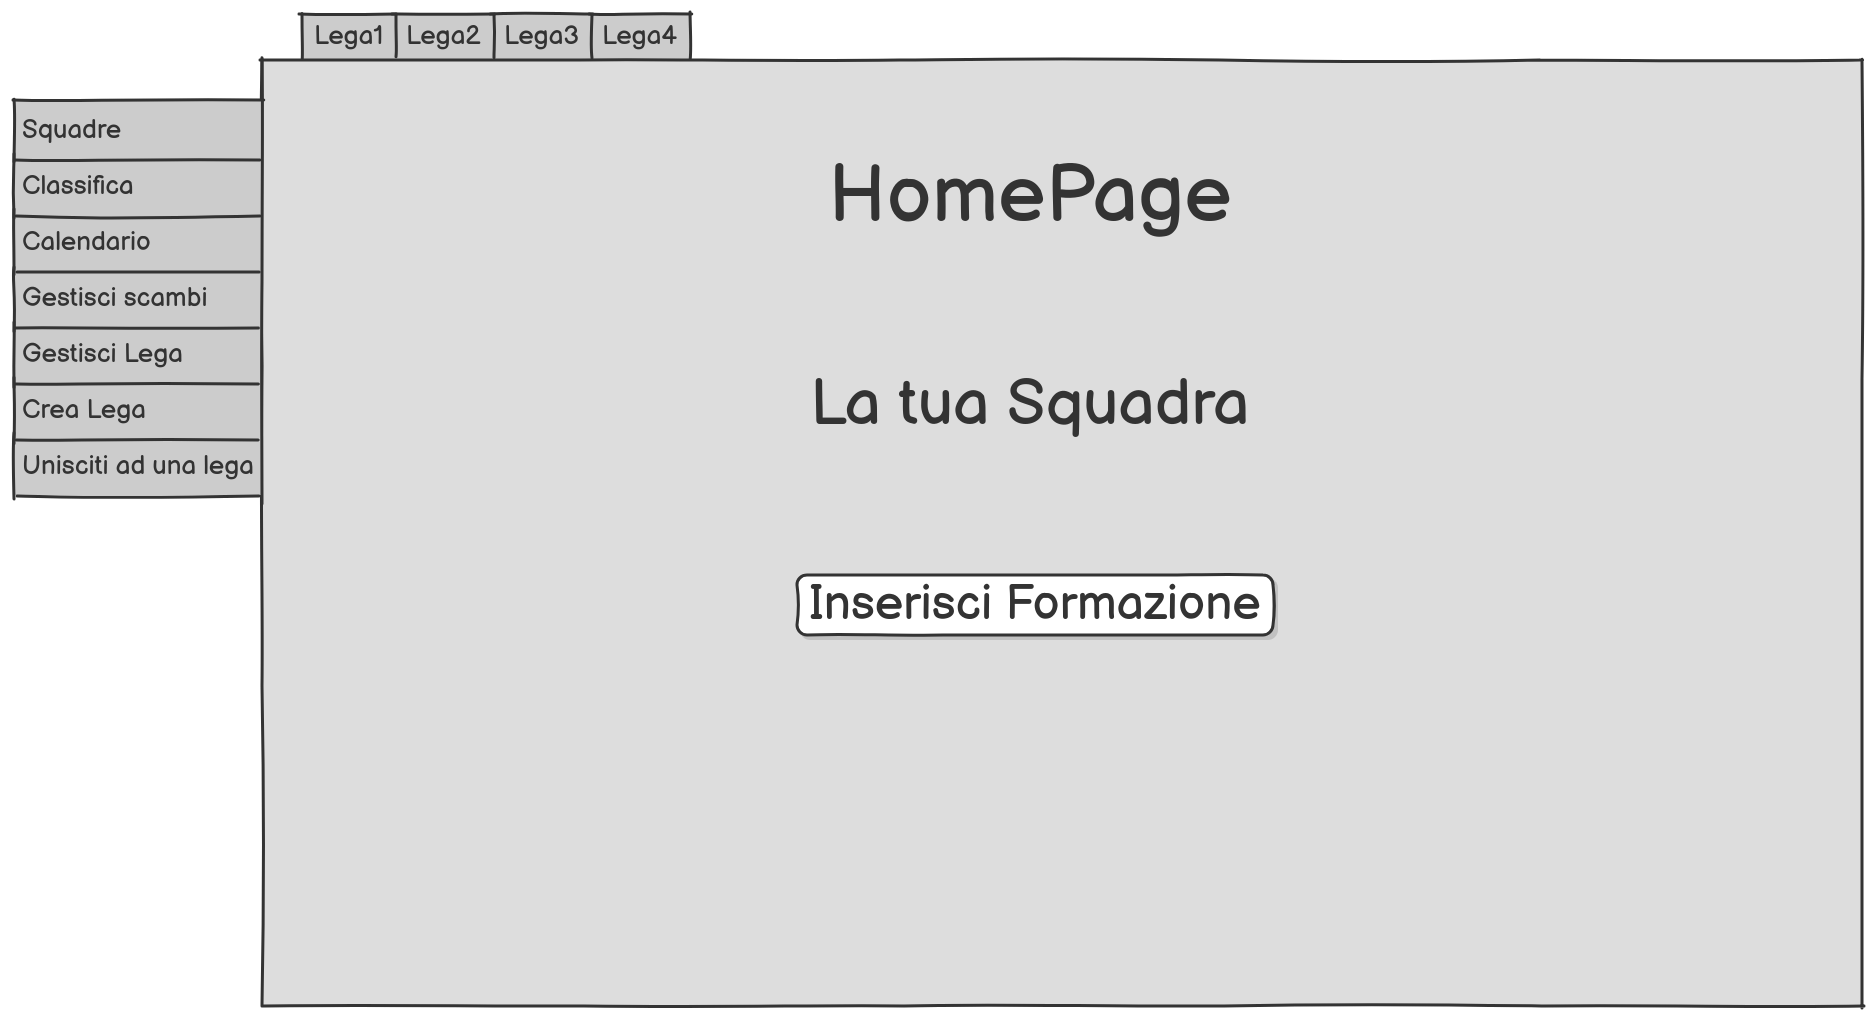 Lega1 Lega2 Lega3 Lega4
Squadre
Classifica
Calendario
Gestisci scambi
Gestisci Lega
Crea Lega
Unisciti ad una lega
HomePage
La tua Squadra
Inserisci Formazione